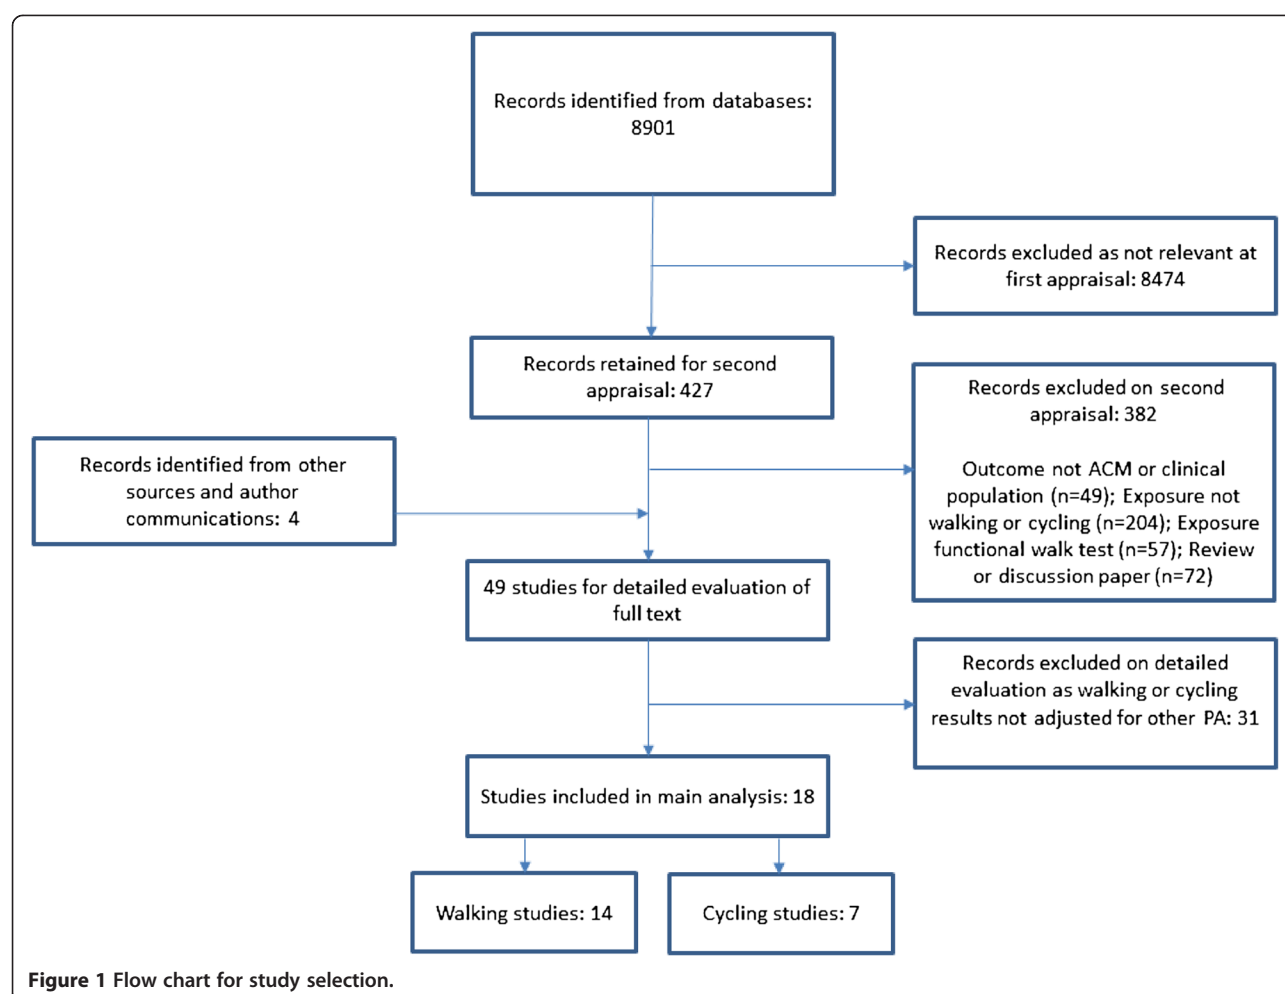 Records identified from databases:
8901
Records excluded as not relevant at
first appraisal: 8474
Records retained for second
appraisal: 427
Records excluded on second
appraisal: 382
Outcome not ACM or clinical
population (n=49); Exposure not
walking or cycling (n=204); Exposure
functional walk test (n=57); Review
or discussion paper (n=72)
Records identified from other
sources and author
communications: 4
49 studies for detailed evaluation of
full text
Records excluded on detailed
evaluation as walking or cycling
results not adjusted for other PA: 31
Studies included in main analysis: 18
Walking studies: 14
Cycling studies: 7
Figure 1 Flow chart for study selection.